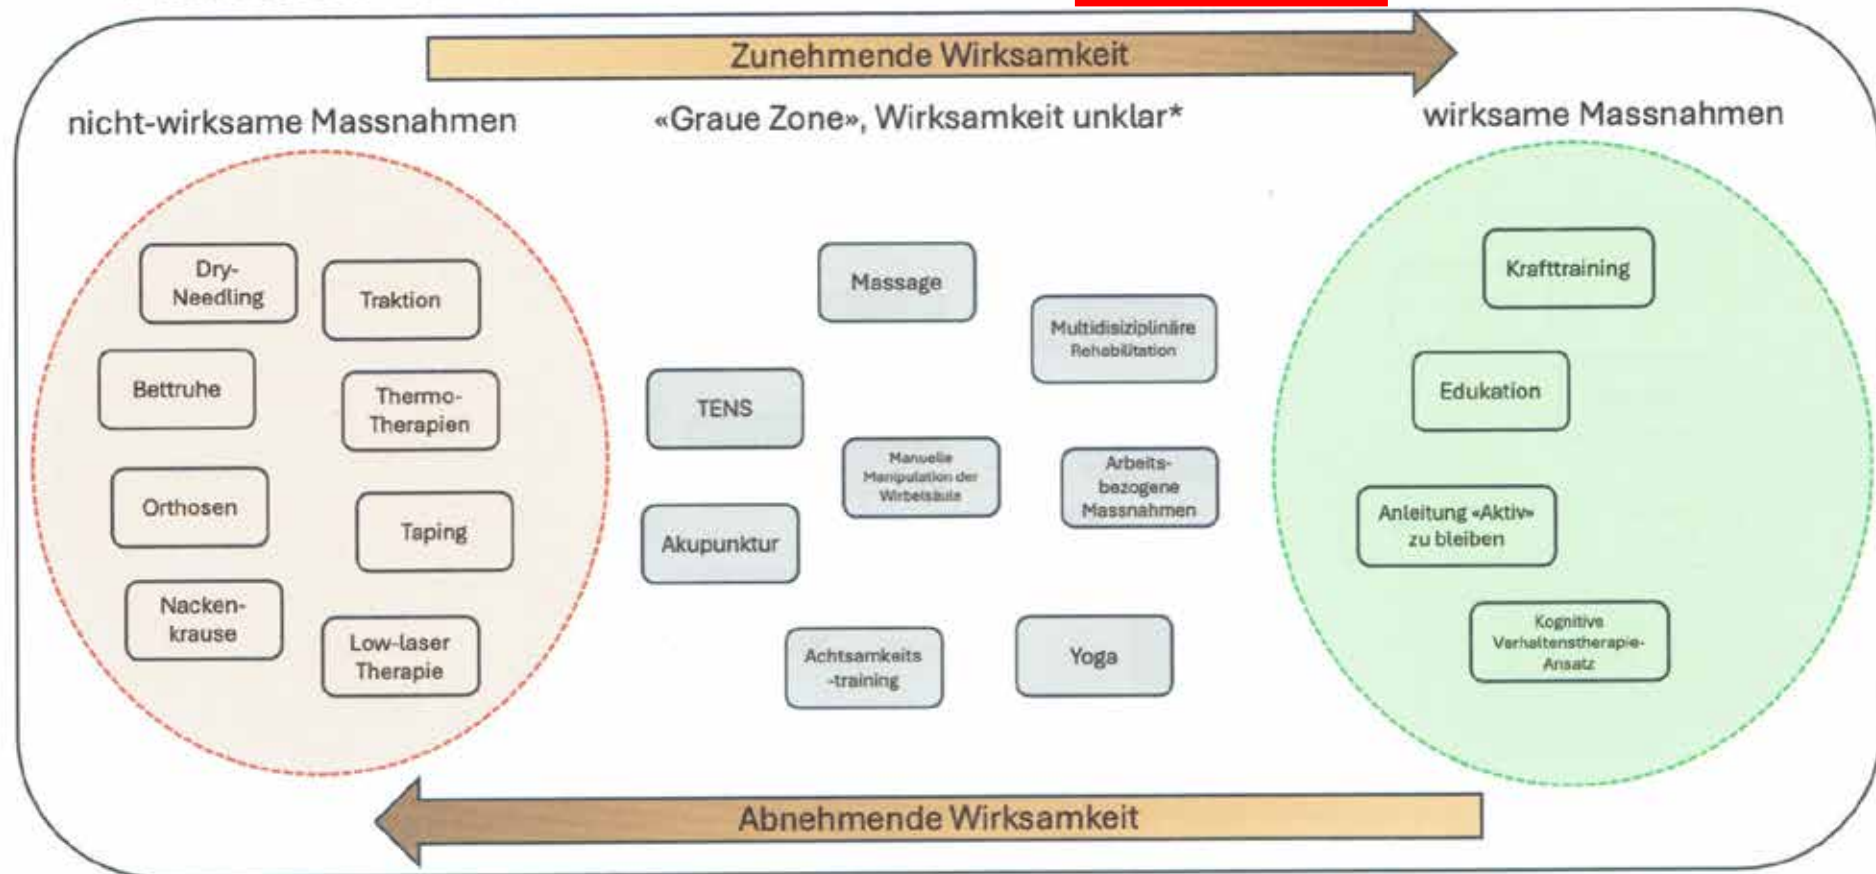 Zunehmende Wirksamkeit
nicht-wirksame Massnahmen
«Graue Zone», Wirksamkeit unklar*
wirksame Massnahmen
Dry-
Needling
Traktion
Bettruhe
Thermo-
Therapien
Orthosen
Taping
Nacken-
krause
Low-laser
Therapie
Massage
Multidisiziplinäre
Rehabilitation
TENS
Manuelle
Manipulation der
Wirbelsäule
Arbeits-
bezogene
Massnahmen
Akupunktur
Achtsamkeits
-training
Yoga
Krafttraining
Edukation
Anleitung «Aktiv»
zu bleiben
Kognitive
Verhaltenstherapie-
Ansatz
Abnehmende Wirksamkeit